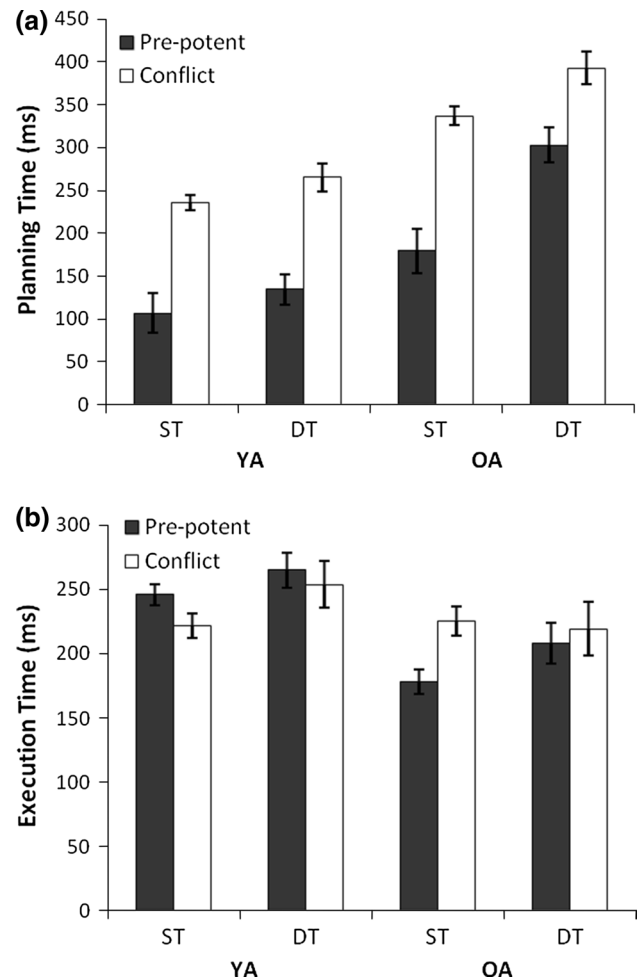 (a)
450
400
350
300
250
200
150
100
50
0
Planning Time (ms)
Pre-potent
Conflict
ST DT ST DT
YA OA
(b)
300
250
200
150
100
50
0
Execution Time (ms)
Pre-potent
Conflict
ST DT ST DT
YA OA